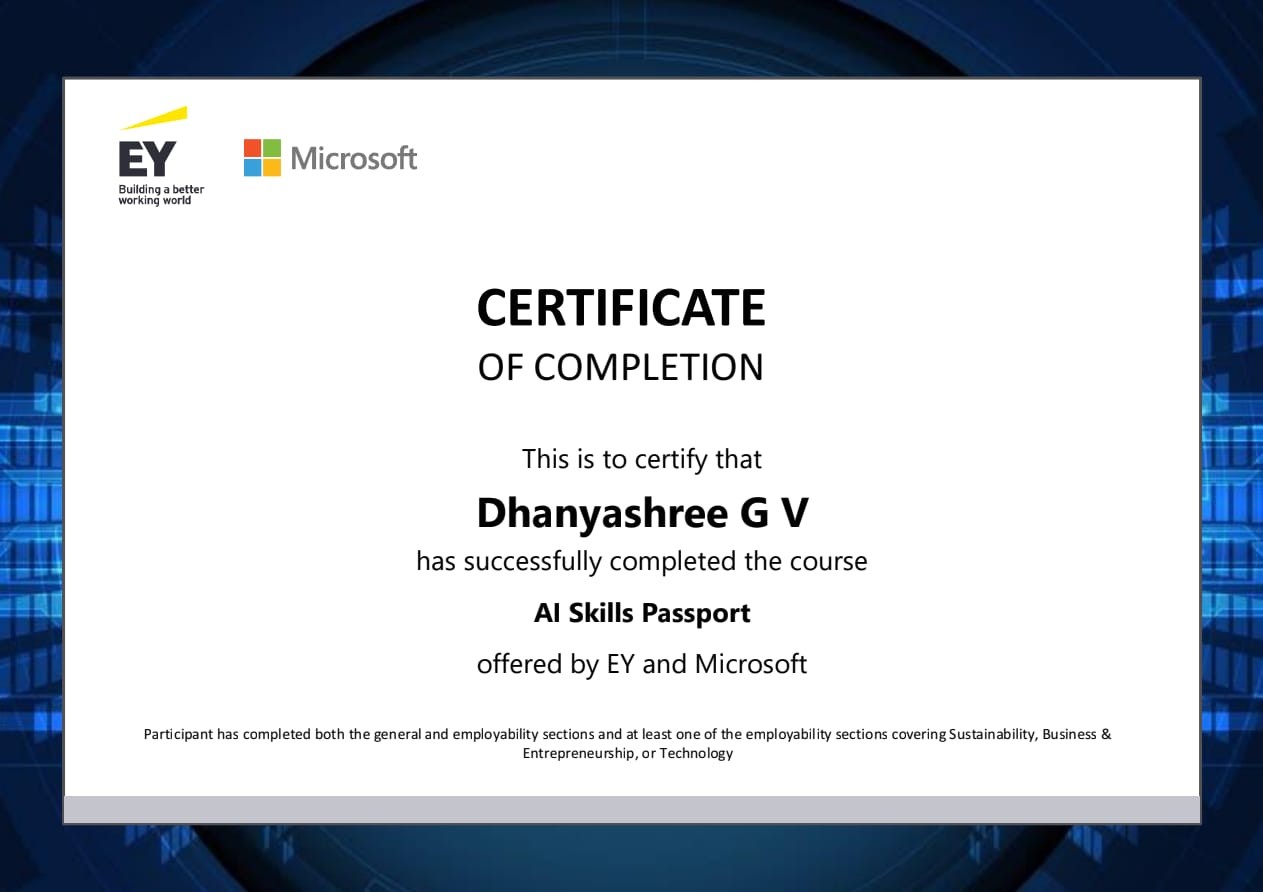 EY
Building a better
working world
Microsoft
CERTIFICATE
OF COMPLETION
This is to certify that
Dhanyashree G V
has successfully completed the course
AI Skills Passport
offered by EY and Microsoft
Participant has completed both the general and employability sections and at least one of the employability sections covering Sustainability, Business &
Entrepreneurship, or Technology